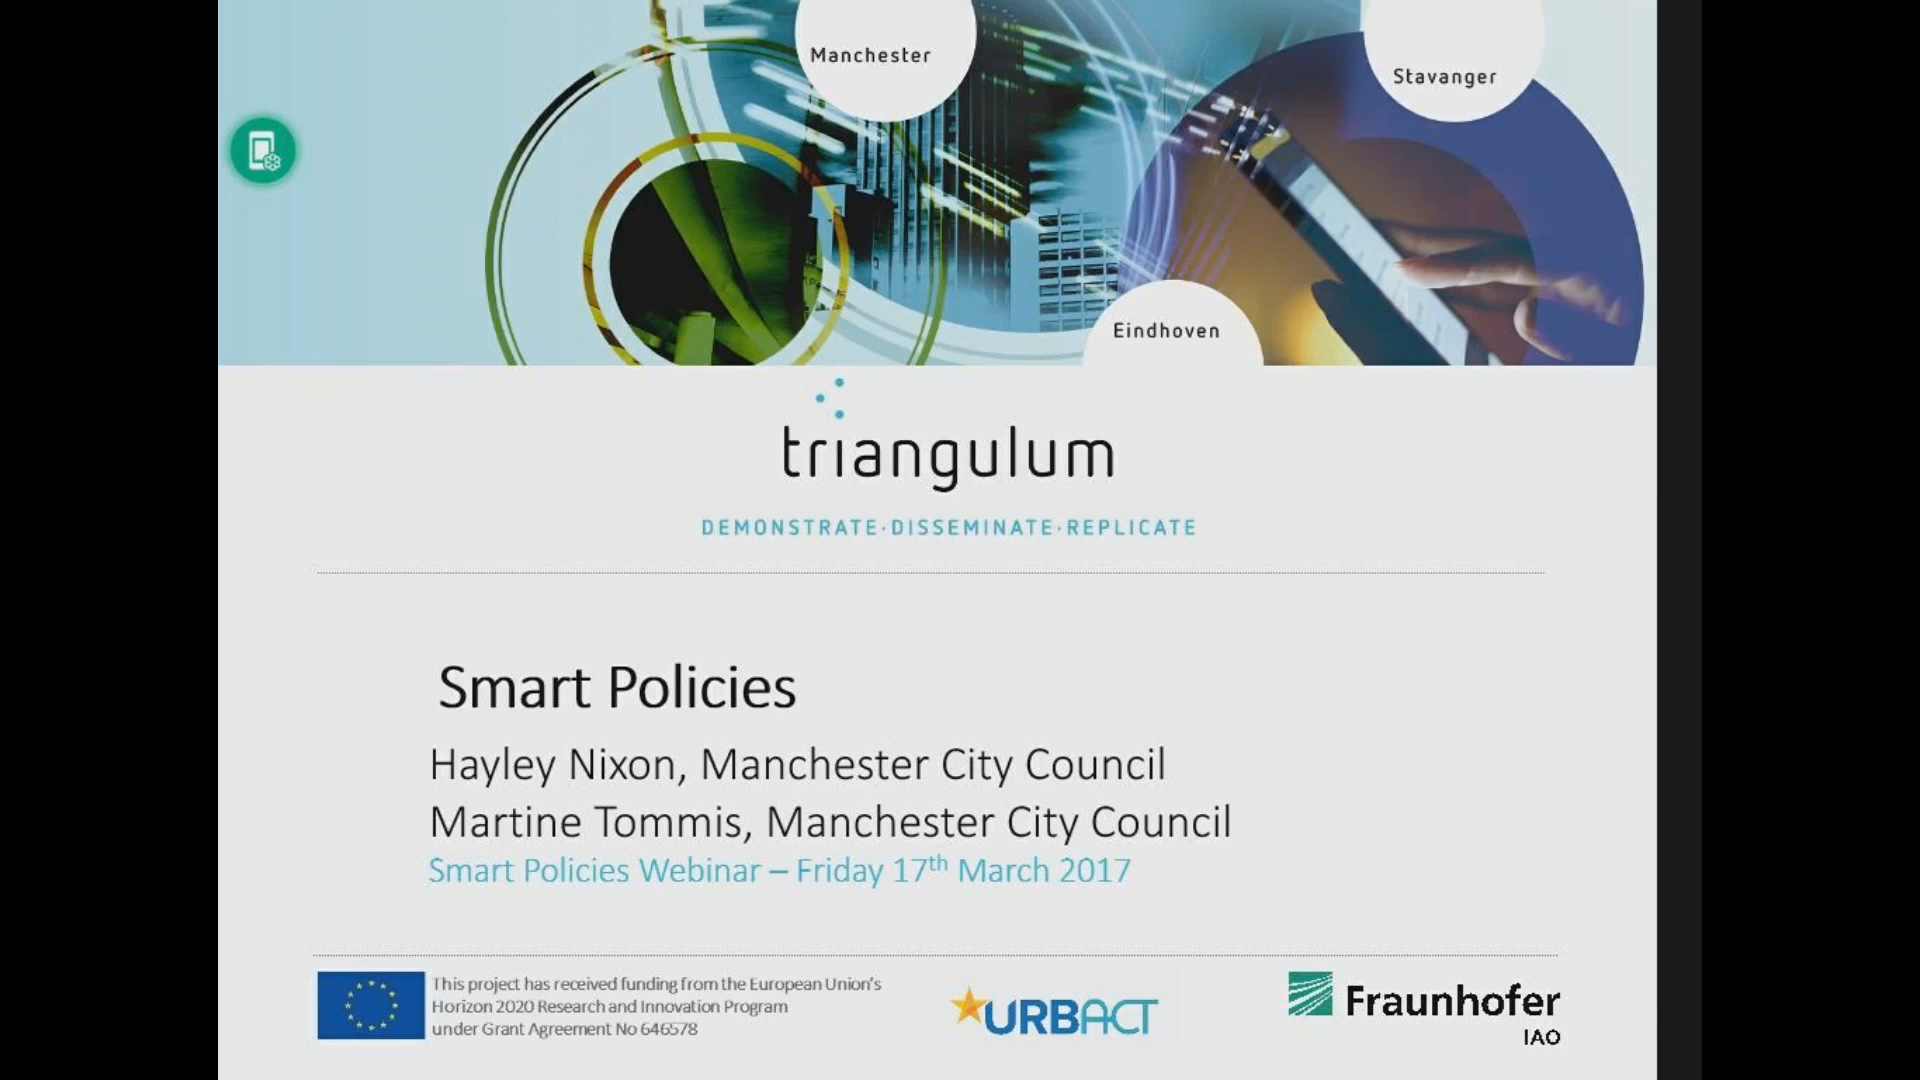 Manchester
Stavanger
Eindhoven
triangulum
DEMONSTRATE·DISSEMINATE·REPLICATE
Smart Policies
Hayley Nixon, Manchester City Council
Martine Tommis, Manchester City Council
Smart Policies Webinar – Friday 17th March 2017
This project has received funding from the European Union's
Horizon 2020 Research and Innovation Program
under Grant Agreement No 646578
URBACT
Fraunhofer
IAO